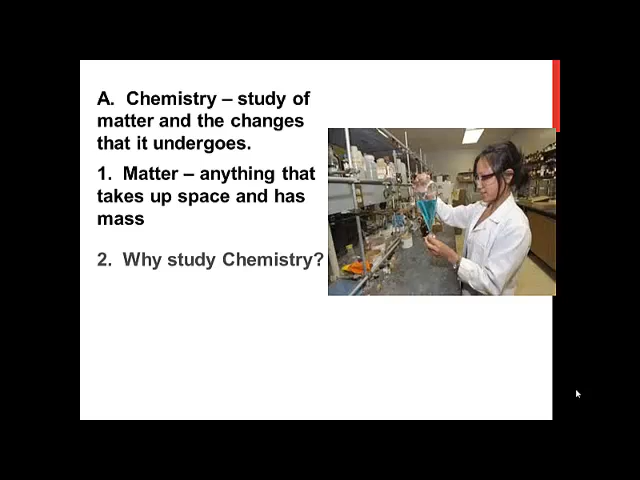 A.  Chemistry – study of
matter and the changes
that it undergoes.
1.  Matter – anything that
takes up space and has
mass
2.  Why study Chemistry?